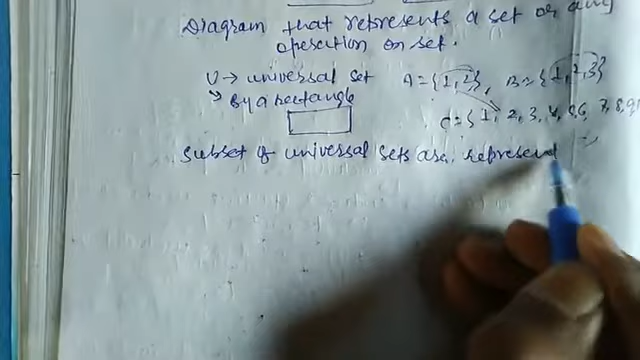 Diagram that represents a set or any
operation on set.
U → universal set A = {1, 2}, B = {1, 2, 3}
↳ By a rectangle
C = {1, 2, 3, 4, 5, 6, 7, 8, 9,
subset of universal sets are represend